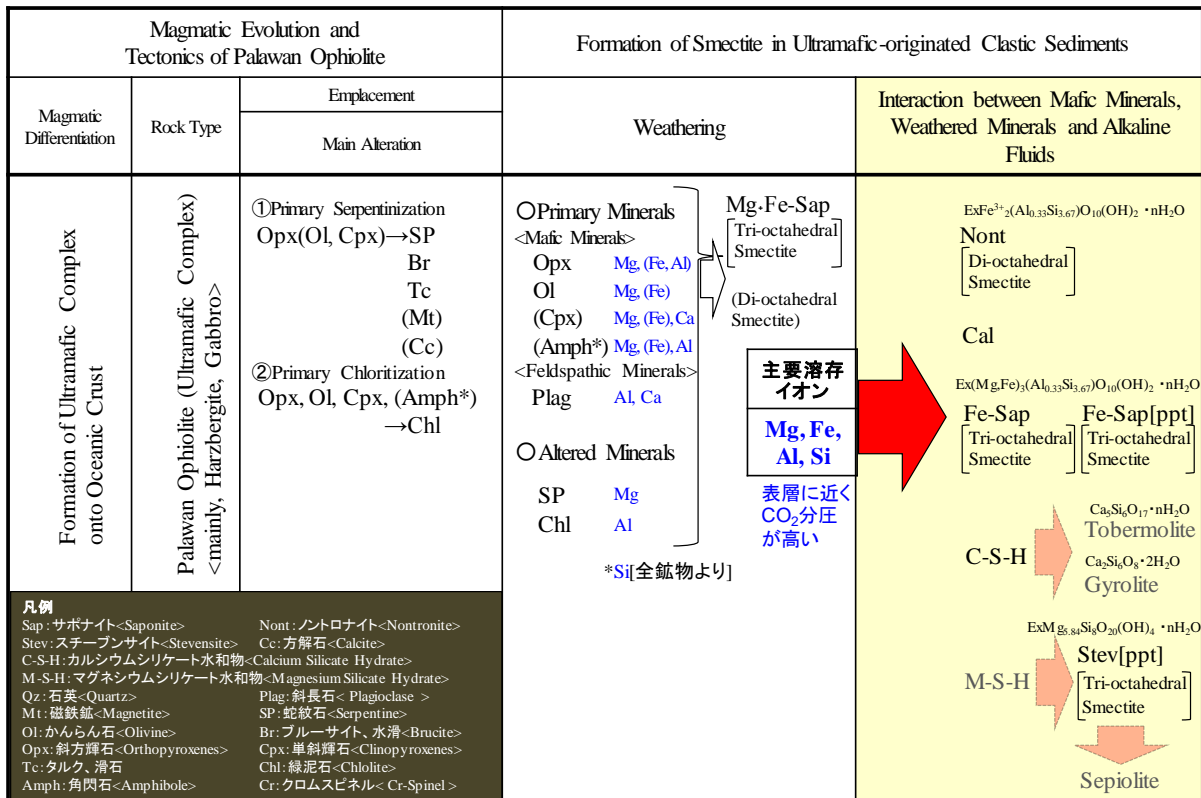 Magmatic Evolution and
Tectonics of Palawan Ophiolite
Formation of Smectite in Ultramafic-originated Clastic Sediments
Magmatic
Differentiation
Rock Type
Emplacement
Main Alteration
Weathering
Interaction between Mafic Minerals,
Weathered Minerals and Alkaline
Fluids
Formation of Ultramafic Complex
onto Oceanic Crust
Palawan Ophiolite (Ultramafic Complex)
<mainly, Harzbergite, Gabbro>
①Primary Serpentinization
Opx(Ol, Cpx)→SP
Br
Tc
(Mt)
(Cc)
②Primary Chloritization
Opx, Ol, Cpx, (Amph*)
→Chl
○Primary Minerals
<Mafic Minerals>
Opx Mg, (Fe, Al)
Ol Mg, (Fe)
(Cpx) Mg, (Fe), Ca
(Amph*) Mg, (Fe), Al
<Feldspathic Minerals>
Plag Al, Ca
○Altered Minerals
SP Mg
Chl Al
*Si[全鉱物より]
Mg・Fe-Sap
Tri-octahedral
Smectite
(Di-octahedral
Smectite)
主要溶存
イオン
Mg, Fe,
Al, Si
表層に近く
CO₂分圧
が高い
ExFe³⁺₂(Al₀.₃₃Si₃.₆₇)O₁₀(OH)₂・nH₂O
Nont
Di-octahedral
Smectite
Cal
Ex(Mg,Fe)₃(Al₀.₃₃Si₃.₆₇)O₁₀(OH)₂・nH₂O
Fe-Sap Fe-Sap[ppt]
Tri-octahedral Tri-octahedral
Smectite Smectite
Ca₅Si₆O₁₇・nH₂O
Tobermolite
C-S-H
Ca₂Si₆O₈・2H₂O
Gyrolite
ExMg₅.₈₄Si₈O₂₀(OH)₄・nH₂O
Stev[ppt]
M-S-H
Tri-octahedral
Smectite
Sepiolite
凡例
Sap:サポナイト<Saponite> Nont:ノントロナイト<Nontronite>
Stev:スチーブンサイト<Stevensite> Cc:方解石<Calcite>
C-S-H:カルシウムシリケート水和物<Calcium Silicate Hydrate>
M-S-H:マグネシウムシリケート水和物<Magnesium Silicate Hydrate>
Qz:石英<Quartz> Plag:斜長石< Plagioclase >
Mt:磁鉄鉱<Magnetite> SP:蛇紋石<Serpentine>
Ol:かんらん石<Olivine> Br:ブルーサイト、水滑<Brucite>
Opx:斜方輝石<Orthopyroxenes> Cpx:単斜輝石<Clinopyroxenes>
Tc:タルク、滑石 Chl:緑泥石<Chlolite>
Amph:角閃石<Amphibole> Cr:クロムスピネル< Cr-Spinel >